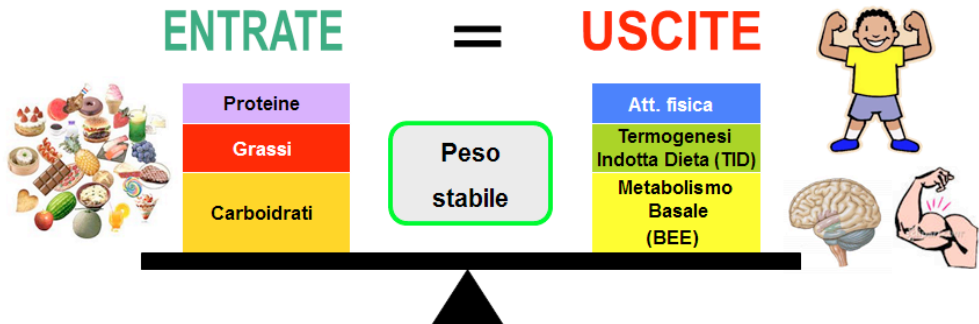 ENTRATE = USCITE
Proteine
Grassi
Carboidrati
Peso
stabile
Att. fisica
Termogenesi
Indotta Dieta (TID)
Metabolismo
Basale
(BEE)